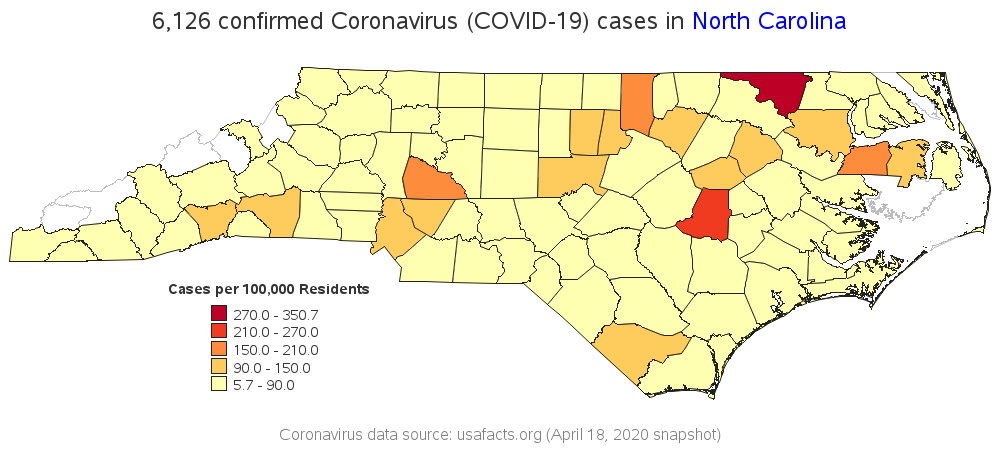 6,126 confirmed Coronavirus (COVID-19) cases in North Carolina
Cases per 100,000 Residents
270.0 - 350.7
210.0 - 270.0
150.0 - 210.0
90.0 - 150.0
5.7 - 90.0
Coronavirus data source: usafacts.org (April 18, 2020 snapshot)